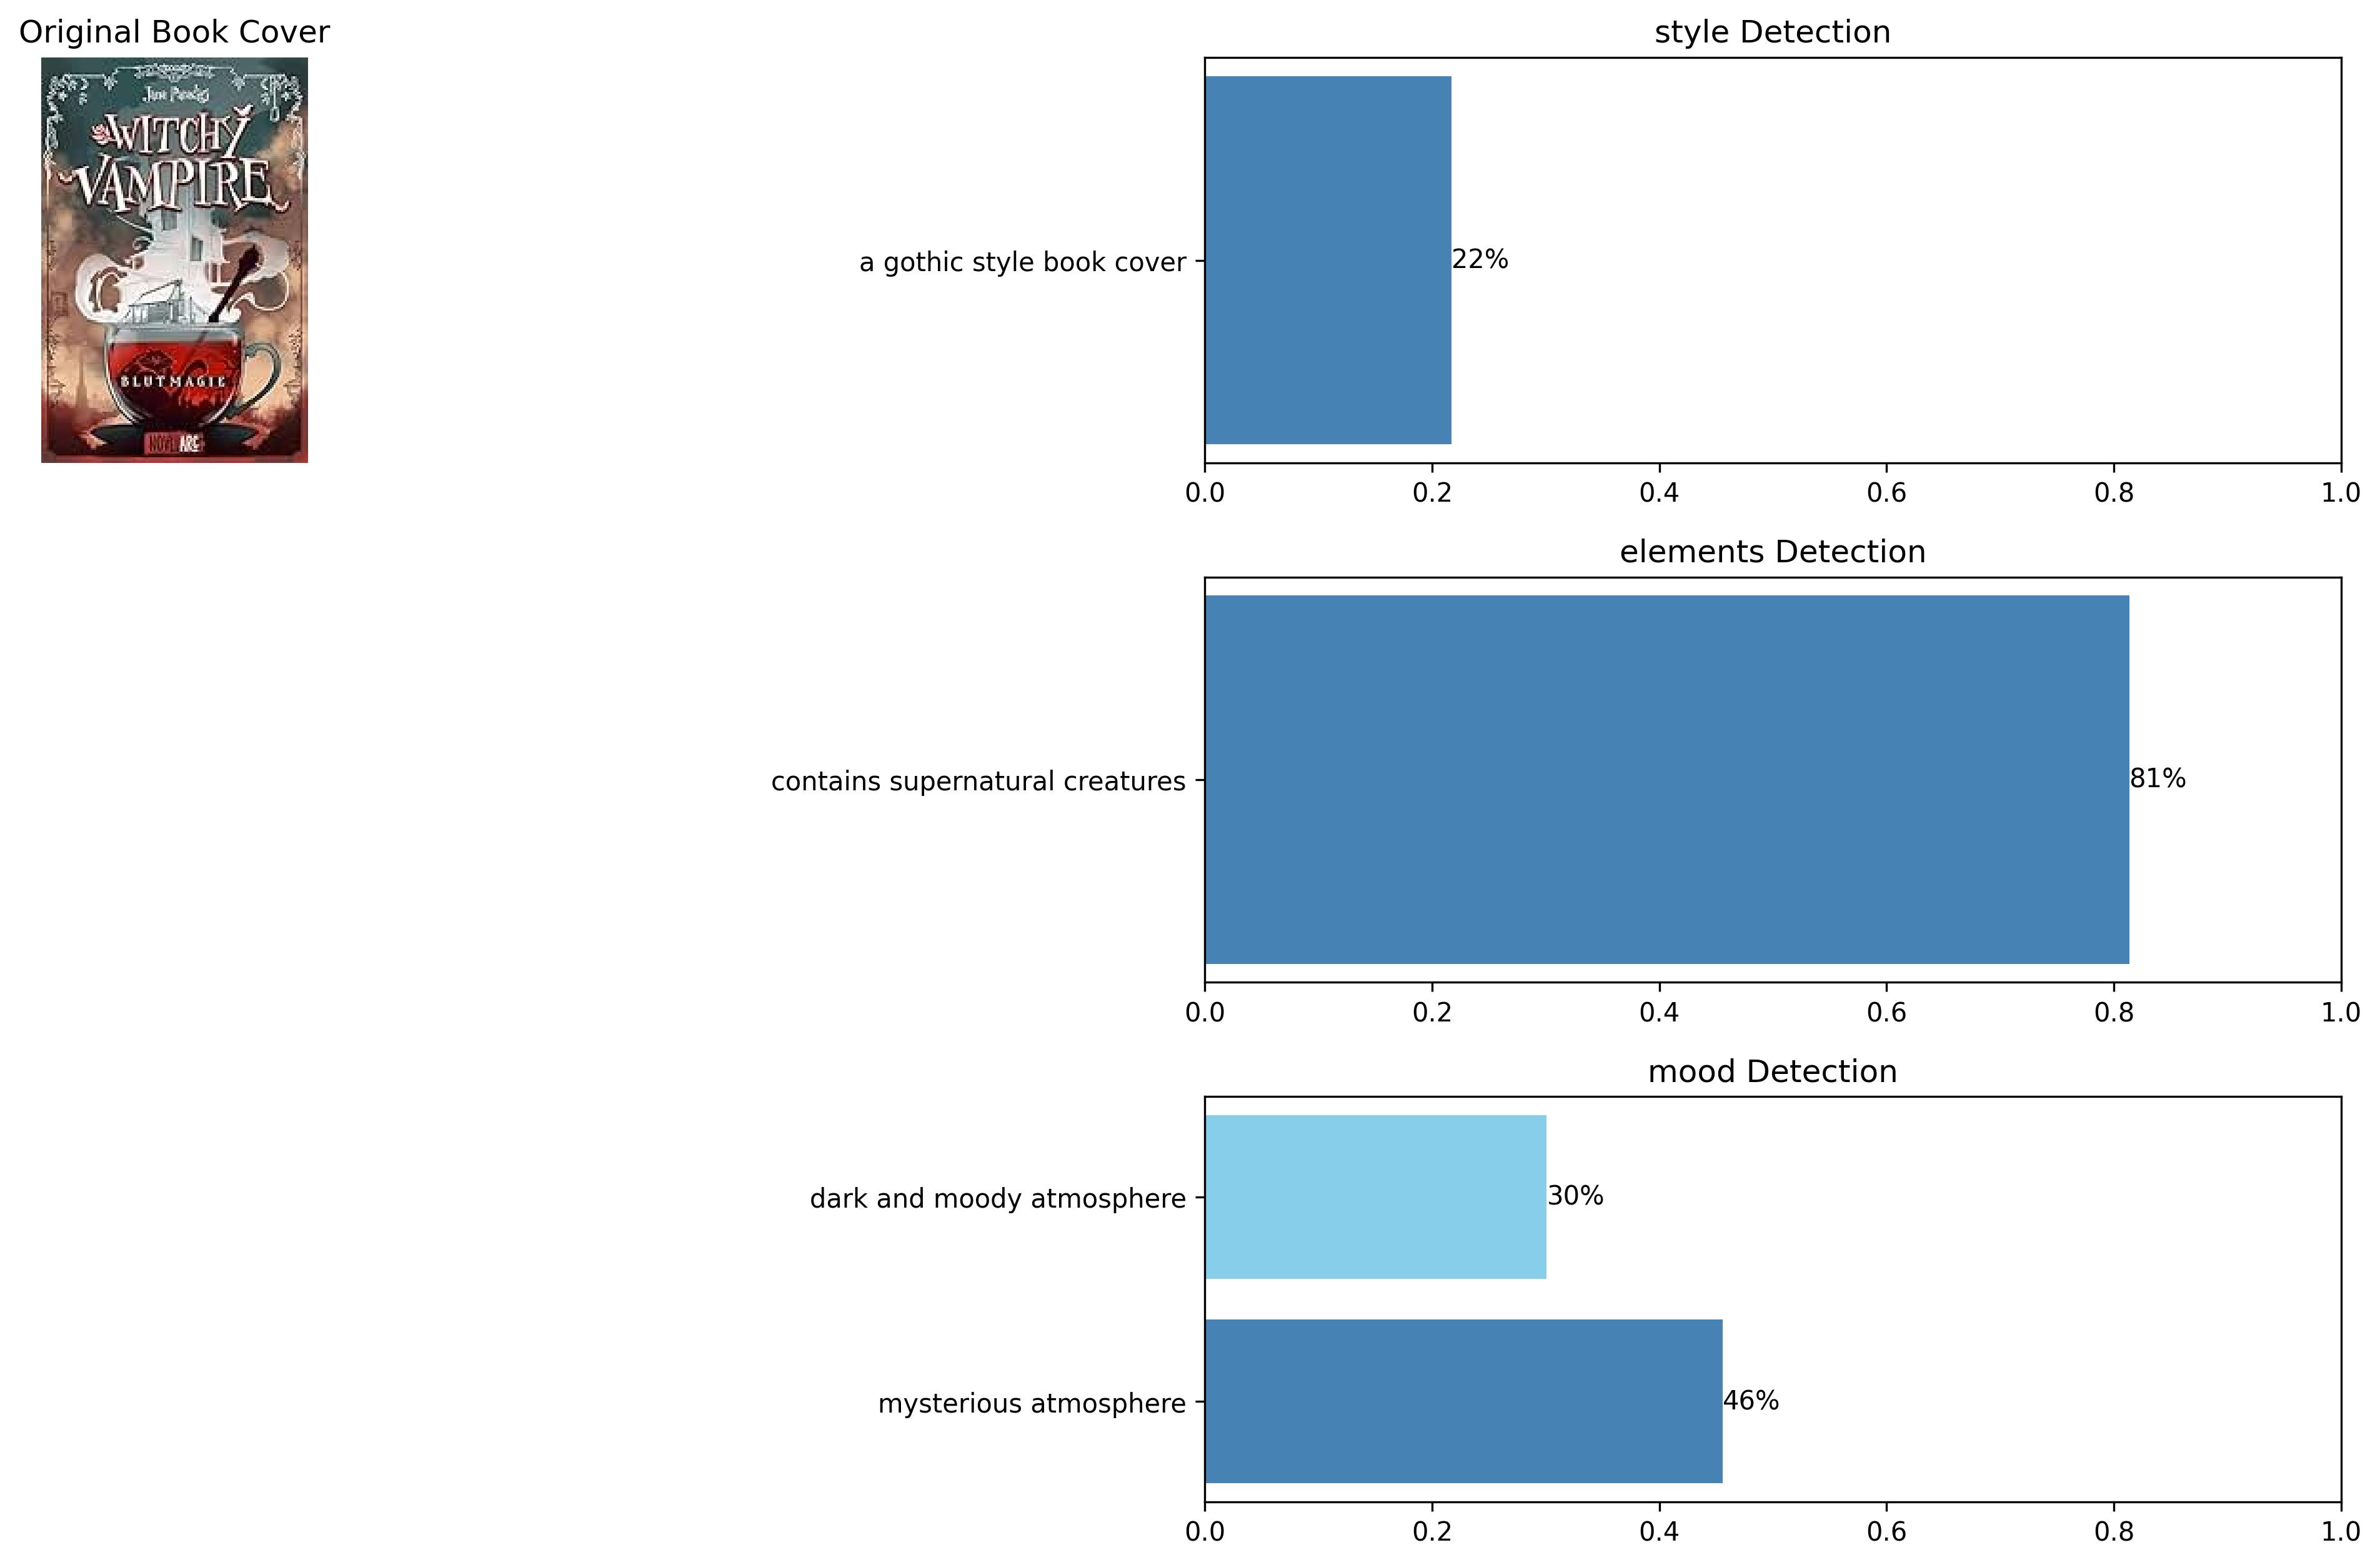 Original Book Cover
WITCHY
VAMPIRE
BLUTMAGIE
style Detection
a gothic style book cover
22%
0.0 0.2 0.4 0.6 0.8 1.0
elements Detection
contains supernatural creatures
81%
0.0 0.2 0.4 0.6 0.8 1.0
mood Detection
dark and moody atmosphere
30%
mysterious atmosphere
46%
0.0 0.2 0.4 0.6 0.8 1.0